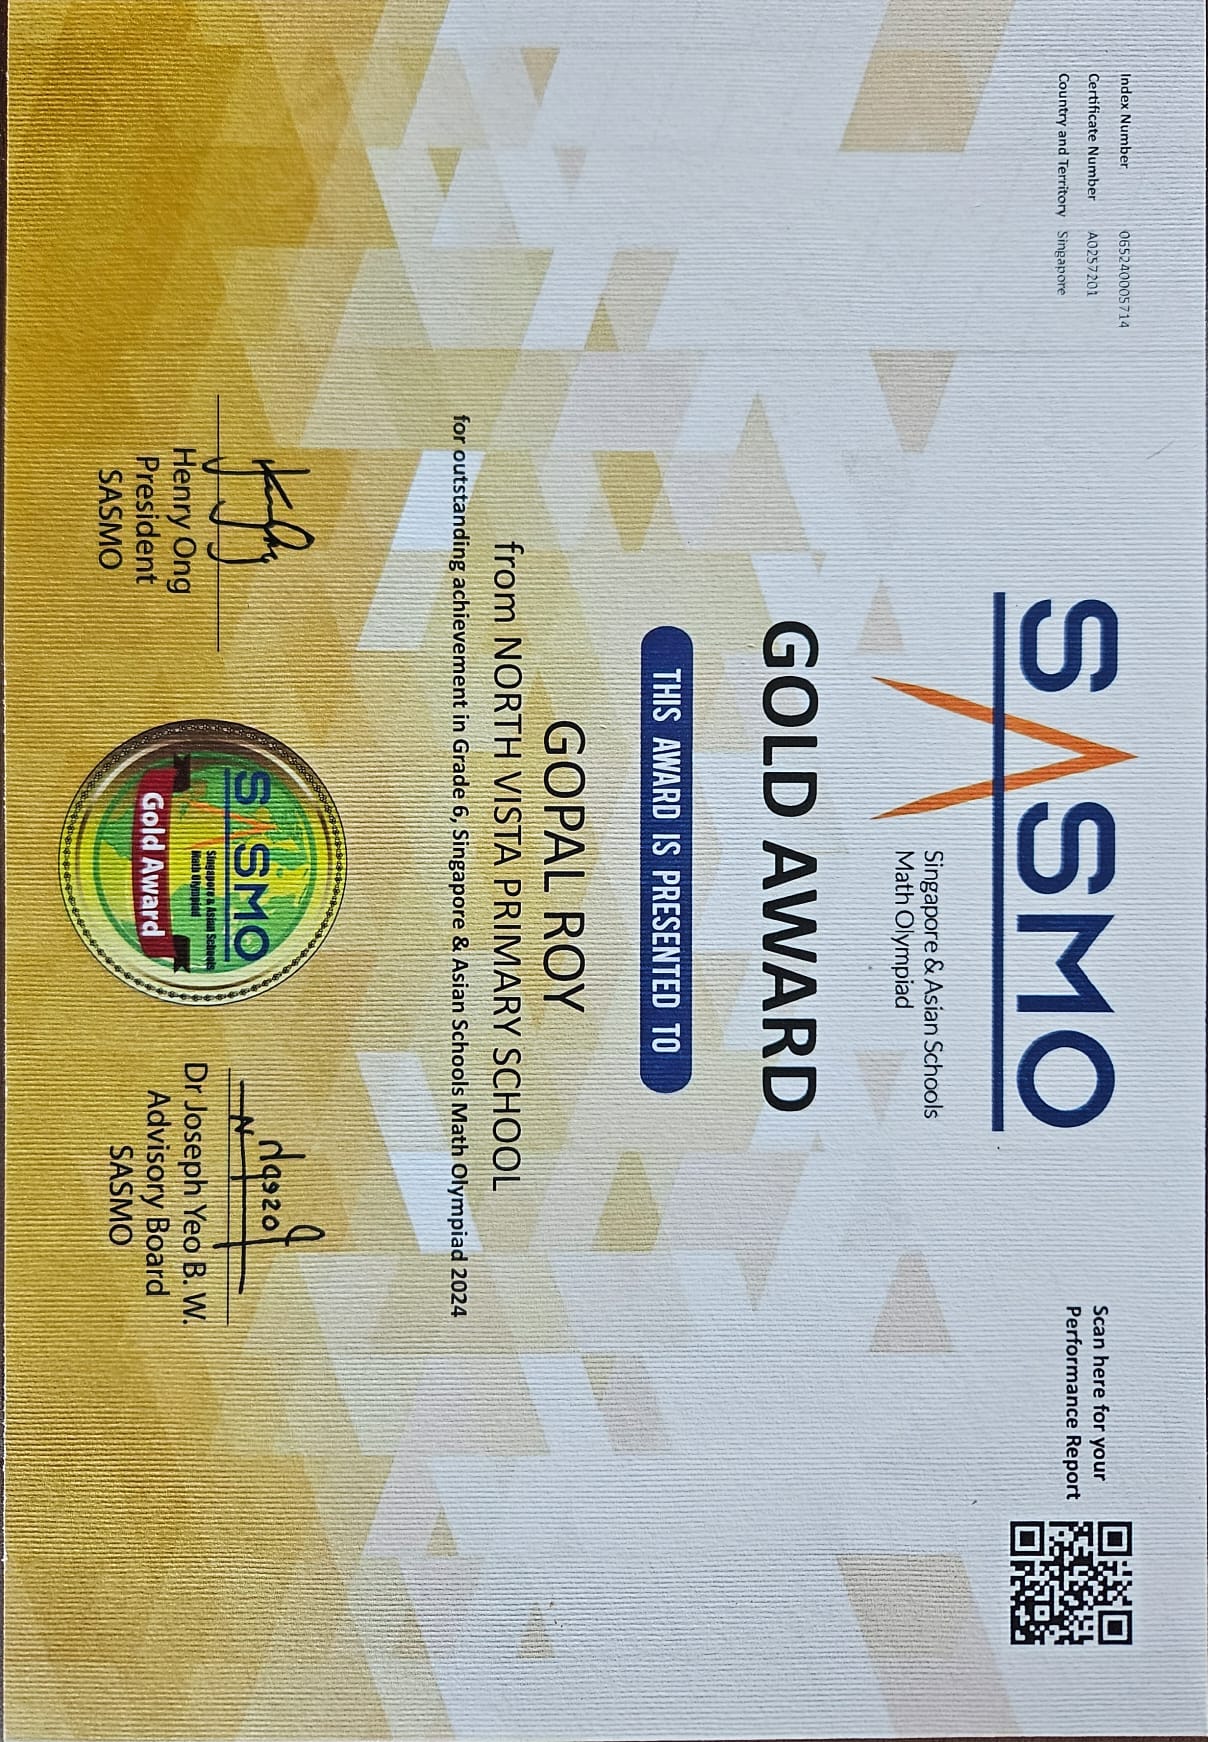 Index Number 065240005714
Certificate Number A0257201
Country and Territory Singapore
Scan here for your
Performance Report
SASMO
Singapore & Asian Schools
Math Olympiad
GOLD AWARD
THIS AWARD IS PRESENTED TO
GOPAL ROY
from NORTH VISTA PRIMARY SCHOOL
for outstanding achievement in Grade 6, Singapore & Asian Schools Math Olympiad 2024
Henry Ong
President
SASMO
SASMO
Singapore & Asian Schools
Math Olympiad
Gold Award
Dr Joseph Yeo B. W.
Advisory Board
SASMO